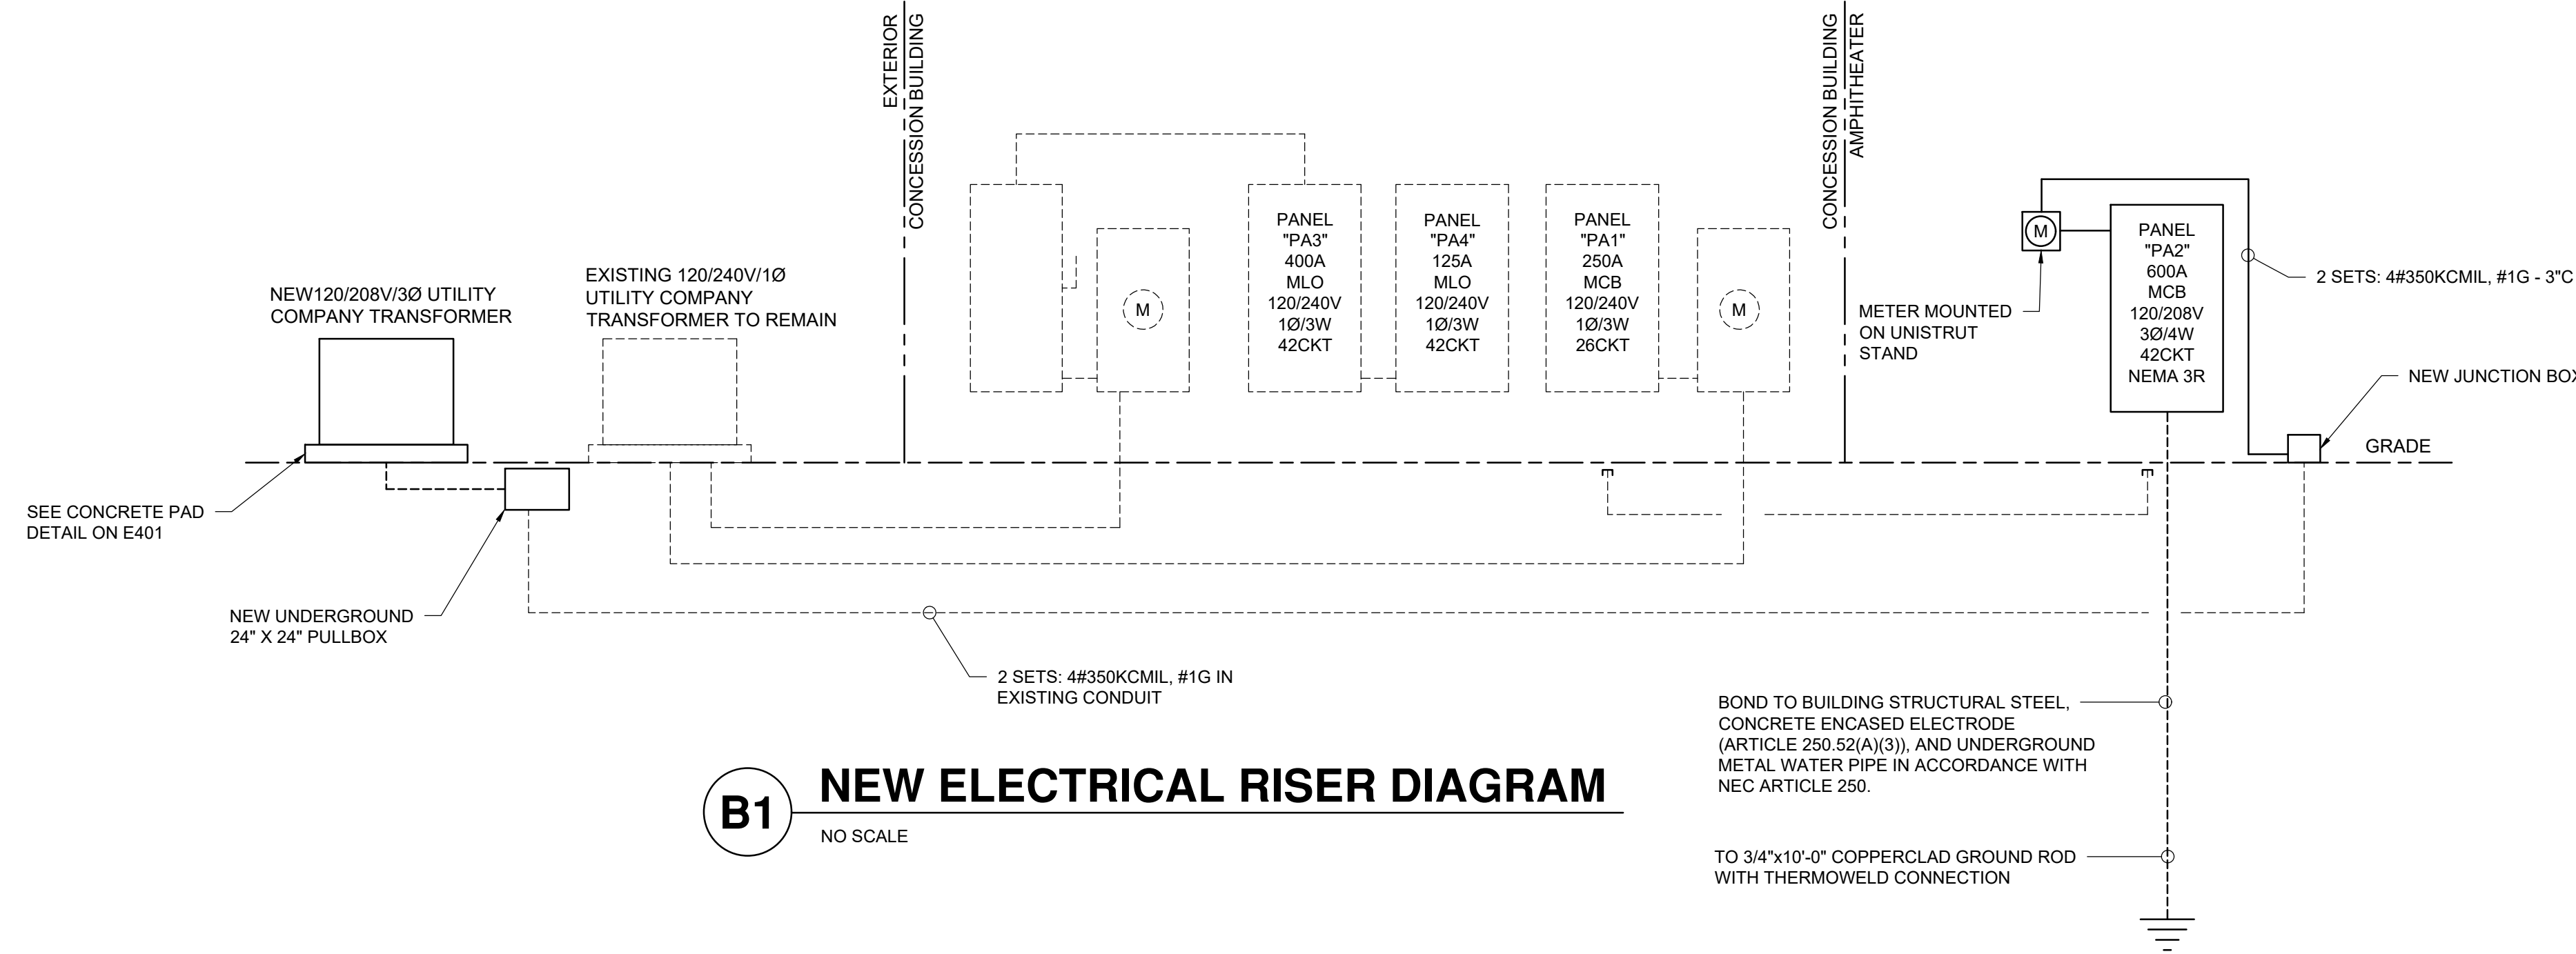 EXTERIOR
CONCESSION BUILDING
CONCESSION BUILDING
AMPHITHEATER
NEW120/208V/3Ø UTILITY
COMPANY TRANSFORMER
EXISTING 120/240V/1Ø
UTILITY COMPANY
TRANSFORMER TO REMAIN
M
PANEL
"PA3"
400A
MLO
120/240V
1Ø/3W
42CKT
PANEL
"PA4"
125A
MLO
120/240V
1Ø/3W
42CKT
PANEL
"PA1"
250A
MCB
120/240V
1Ø/3W
26CKT
M
M
METER MOUNTED
ON UNISTRUT
STAND
PANEL
"PA2"
600A
MCB
120/208V
3Ø/4W
42CKT
NEMA 3R
2 SETS: 4#350KCMIL, #1G - 3"C
NEW JUNCTION BOX
GRADE
SEE CONCRETE PAD
DETAIL ON E401
NEW UNDERGROUND
24" X 24" PULLBOX
2 SETS: 4#350KCMIL, #1G IN
EXISTING CONDUIT
BOND TO BUILDING STRUCTURAL STEEL,
CONCRETE ENCASED ELECTRODE
(ARTICLE 250.52(A)(3)), AND UNDERGROUND
METAL WATER PIPE IN ACCORDANCE WITH
NEC ARTICLE 250.
TO 3/4"x10'-0" COPPERCLAD GROUND ROD
WITH THERMOWELD CONNECTION
B1
NEW ELECTRICAL RISER DIAGRAM
NO SCALE